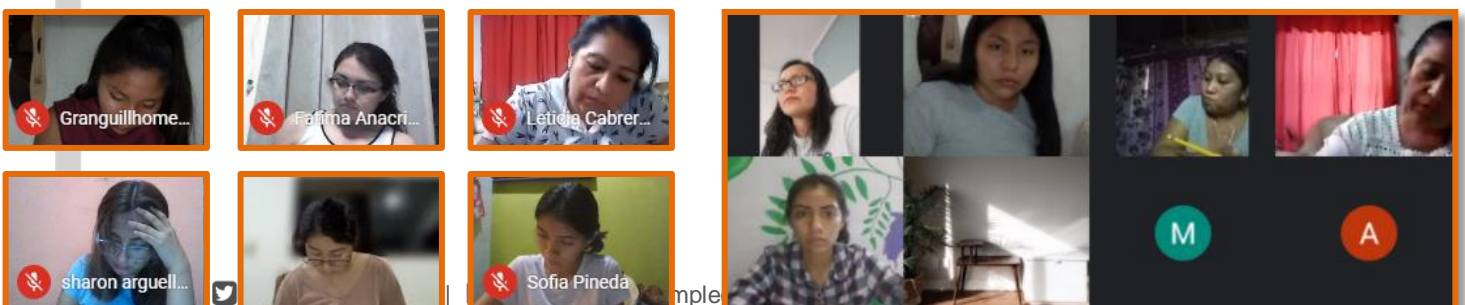 Granguillhome...
Fatima Anacri...
Leticia Cabrer...
sharon arguell...
Sofia Pineda
M
A
|
mple